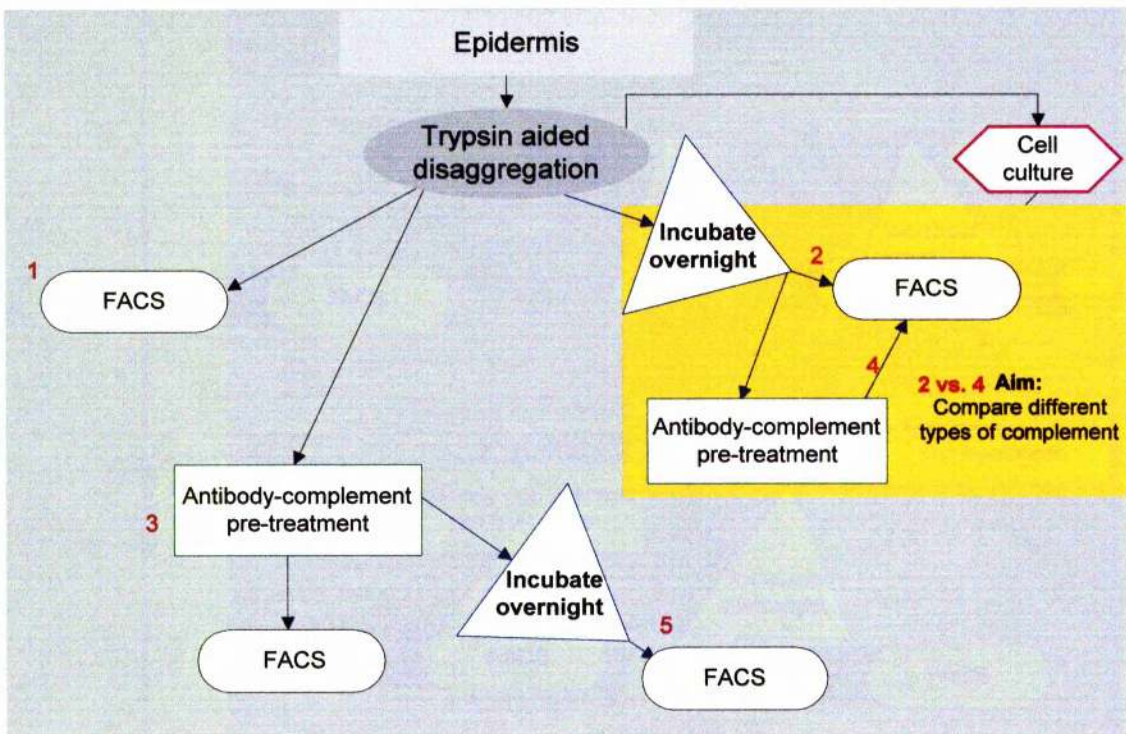 Epidermis
Trypsin aided
disaggregation
Cell
culture
Incubate
overnight
1
FACS
2
FACS
4
2 vs. 4 Aim:
Compare different
types of complement
Antibody-complement
pre-treatment
3
Antibody-complement
pre-treatment
Incubate
overnight
5
FACS
FACS